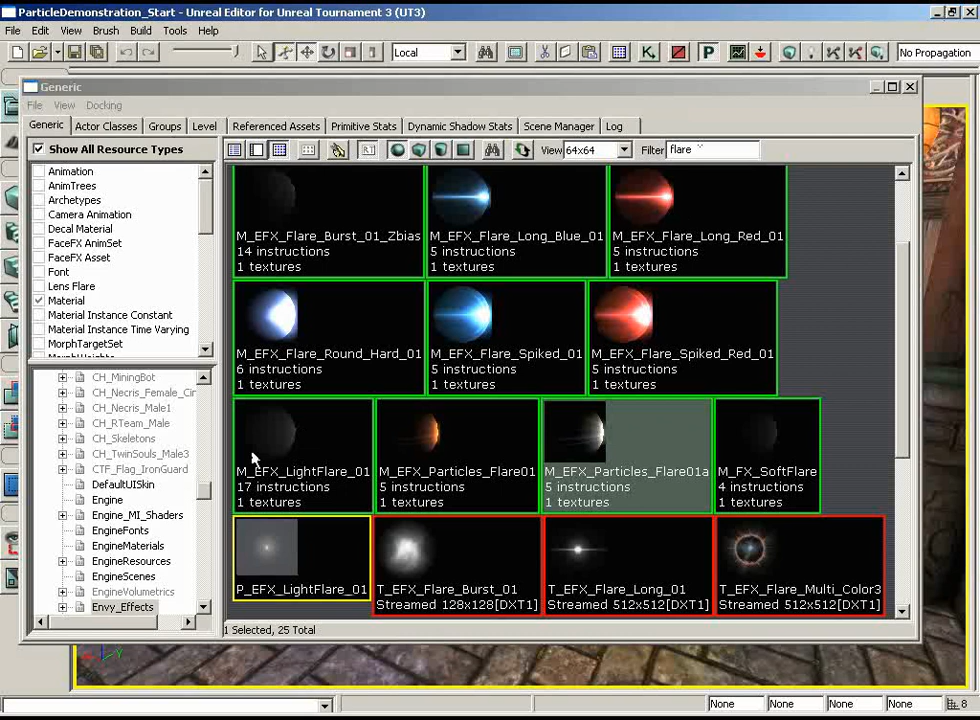 ParticleDemonstration_Start - Unreal Editor for Unreal Tournament 3 (UT3)
File Edit View Brush Build Tools Help
Local
No Propagation
Generic
File View Docking
Generic Actor Classes Groups Level Referenced Assets Primitive Stats Dynamic Shadow Stats Scene Manager Log
Show All Resource Types
View 64x64 Filter flare
Animation
AnimTrees
Archetypes
Camera Animation
Decal Material
FaceFX AnimSet
FaceFX Asset
Font
Lens Flare
Material
Material Instance Constant
Material Instance Time Varying
MorphTargetSet
MorphWeights
CH_MiningBot
CH_Necris_Female_Cin
CH_Necris_Male1
CH_RTeam_Male
CH_Skeletons
CH_TwinSouls_Male3
CTF_Flag_IronGuard
DefaultUISkin
Engine
Engine_MI_Shaders
EngineFonts
EngineMaterials
EngineResources
EngineScenes
EngineVolumetrics
Envy_Effects
M_EFX_Flare_Burst_01_Zbias M_EFX_Flare_Long_Blue_01 M_EFX_Flare_Long_Red_01
14 instructions 5 instructions 5 instructions
1 textures 1 textures 1 textures
M_EFX_Flare_Round_Hard_01 M_EFX_Flare_Spiked_01 M_EFX_Flare_Spiked_Red_01
6 instructions 5 instructions 5 instructions
1 textures 1 textures 1 textures
M_EFX_LightFlare_01 M_EFX_Particles_Flare01 M_EFX_Particles_Flare01a M_FX_SoftFlare
17 instructions 5 instructions 5 instructions 4 instructions
1 textures 1 textures 1 textures 1 textures
P_EFX_LightFlare_01 T_EFX_Flare_Burst_01 T_EFX_Flare_Long_01 T_EFX_Flare_Multi_Color3
Streamed 128x128[DXT1] Streamed 512x512[DXT1] Streamed 512x512[DXT1]
1 Selected, 25 Total
None None None None 8